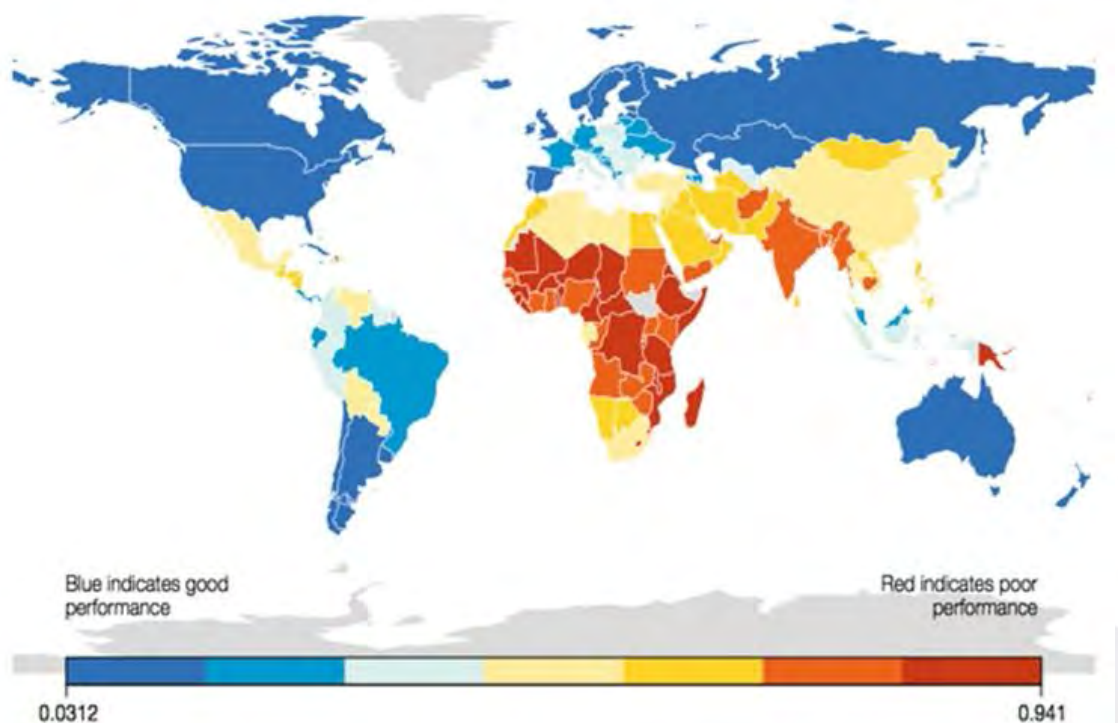 Blue indicates good
performance
Red indicates poor
performance
0.0312
0.941